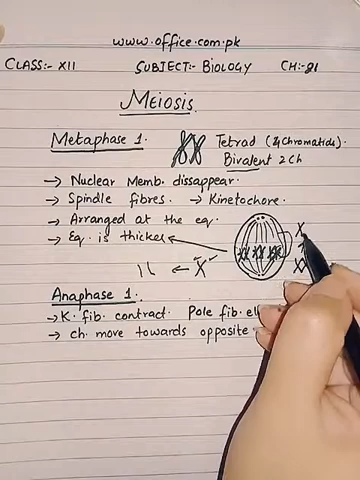 www.office.com.pk
CLASS:- XII SUBJECT:- BIOLOGY CH:-21
MEIOSIS
Metaphase 1. Tetrad (4 Chromatids).
Bivalent 2 Ch
→ Nuclear Memb. dissappear.
→ Spindle fibres. → Kinetochore.
→ Arranged at the eq.
→ Eq. is thicker
Anaphase 1.
→ K. fib. contract. Pole fib.
→ ch. move towards opposite